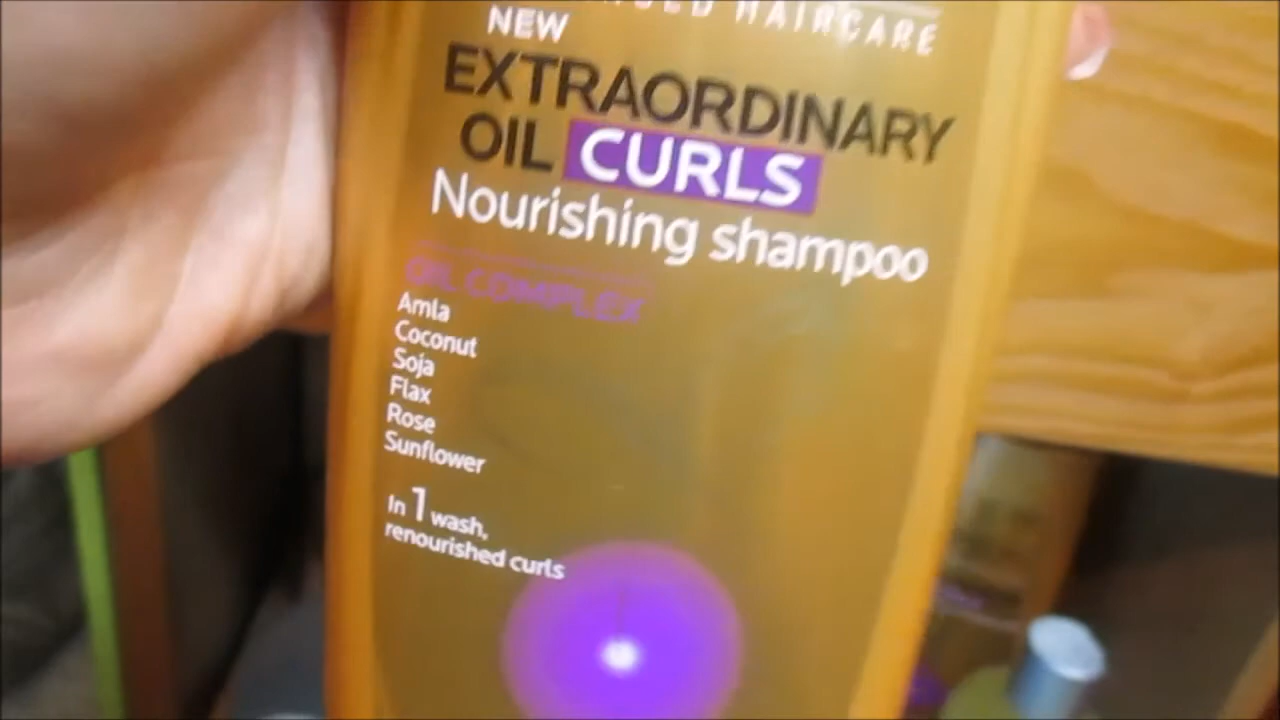 HAIRCARE
NEW
EXTRAORDINARY
OIL CURLS
Nourishing shampoo
OIL COMPLEX
Amla
Coconut
Soja
Flax
Rose
Sunflower
In 1 wash,
renourished curls